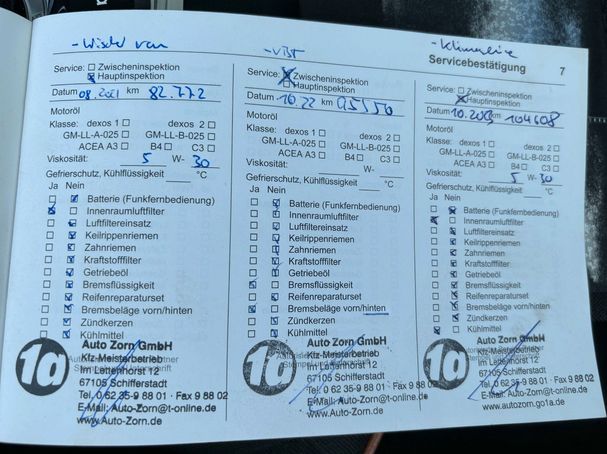 - Wischer vorn
Service: Zwischeninspektion
Hauptinspektion
Datum 08.2021 km 82.772
Motoröl
Klasse: dexos 1 dexos 2
GM-LL-A-025 GM-LL-B-025
ACEA A3 B4 C3
Viskosität: 5 W- 30
Gefrierschutz, Kühlflüssigkeit °C
Ja Nein
Batterie (Funkfernbedienung)
Innenraumluftfilter
Luftfiltereinsatz
Keilrippenriemen
Zahnriemen
Kraftstofffilter
Getriebeöl
Bremsflüssigkeit
Reifenreparaturset
Bremsbeläge vorn/hinten
Zündkerzen
Kühlmittel
1a
Auto Zorn GmbH
Kfz-Meisterbetrieb
Im Lettenhorst 12
67105 Schifferstadt
Tel. 0 62 35-9 88 01 · Fax 9 88 02
E-Mail: Auto-Zorn@t-online.de
www.Auto-Zorn.de
Service: Zwischeninspektion
Hauptinspektion
Datum 10.22 km
Motoröl
Klasse: dexos 1 dexos 2
GM-LL-A-025 GM-LL-B-025
ACEA A3 B4 C3
Viskosität: W-
Gefrierschutz, Kühlflüssigkeit °C
Ja Nein
Batterie (Funkfernbedienung)
Innenraumluftfilter
Luftfiltereinsatz
Keilrippenriemen
Zahnriemen
Kraftstofffilter
Getriebeöl
Bremsflüssigkeit
Reifenreparaturset
Bremsbeläge vorn/hinten
Zündkerzen
Kühlmittel
1a
Auto Zorn GmbH
Kfz-Meisterbetrieb
Im Lettenhorst 12
67105 Schifferstadt
Tel. 0 62 35-9 88 01 · Fax 9 88 02
E-Mail: Auto-Zorn@t-online.de
www.Auto-Zorn.de
Servicebestätigung 7
Service: Zwischeninspektion
Hauptinspektion
Datum 10.2023 km 104608
Motoröl
Klasse: dexos 1 dexos 2
GM-LL-A-025 GM-LL-B-025
ACEA A3 B4 C3
Viskosität: 5 W- 30
Gefrierschutz, Kühlflüssigkeit °C
Ja Nein
Batterie (Funkfernbedienung)
Innenraumluftfilter
Luftfiltereinsatz
Keilrippenriemen
Zahnriemen
Kraftstofffilter
Getriebeöl
Bremsflüssigkeit
Reifenreparaturset
Bremsbeläge vorn/hinten
Zündkerzen
Kühlmittel
1a
Auto Zorn GmbH
Kfz-Meisterbetrieb
Im Lettenhorst 12
67105 Schifferstadt
Tel. 0 62 35-9 88 01 · Fax 9 88 02
E-Mail: Auto-Zorn@t-online.de
www.autozorn.go1a.de